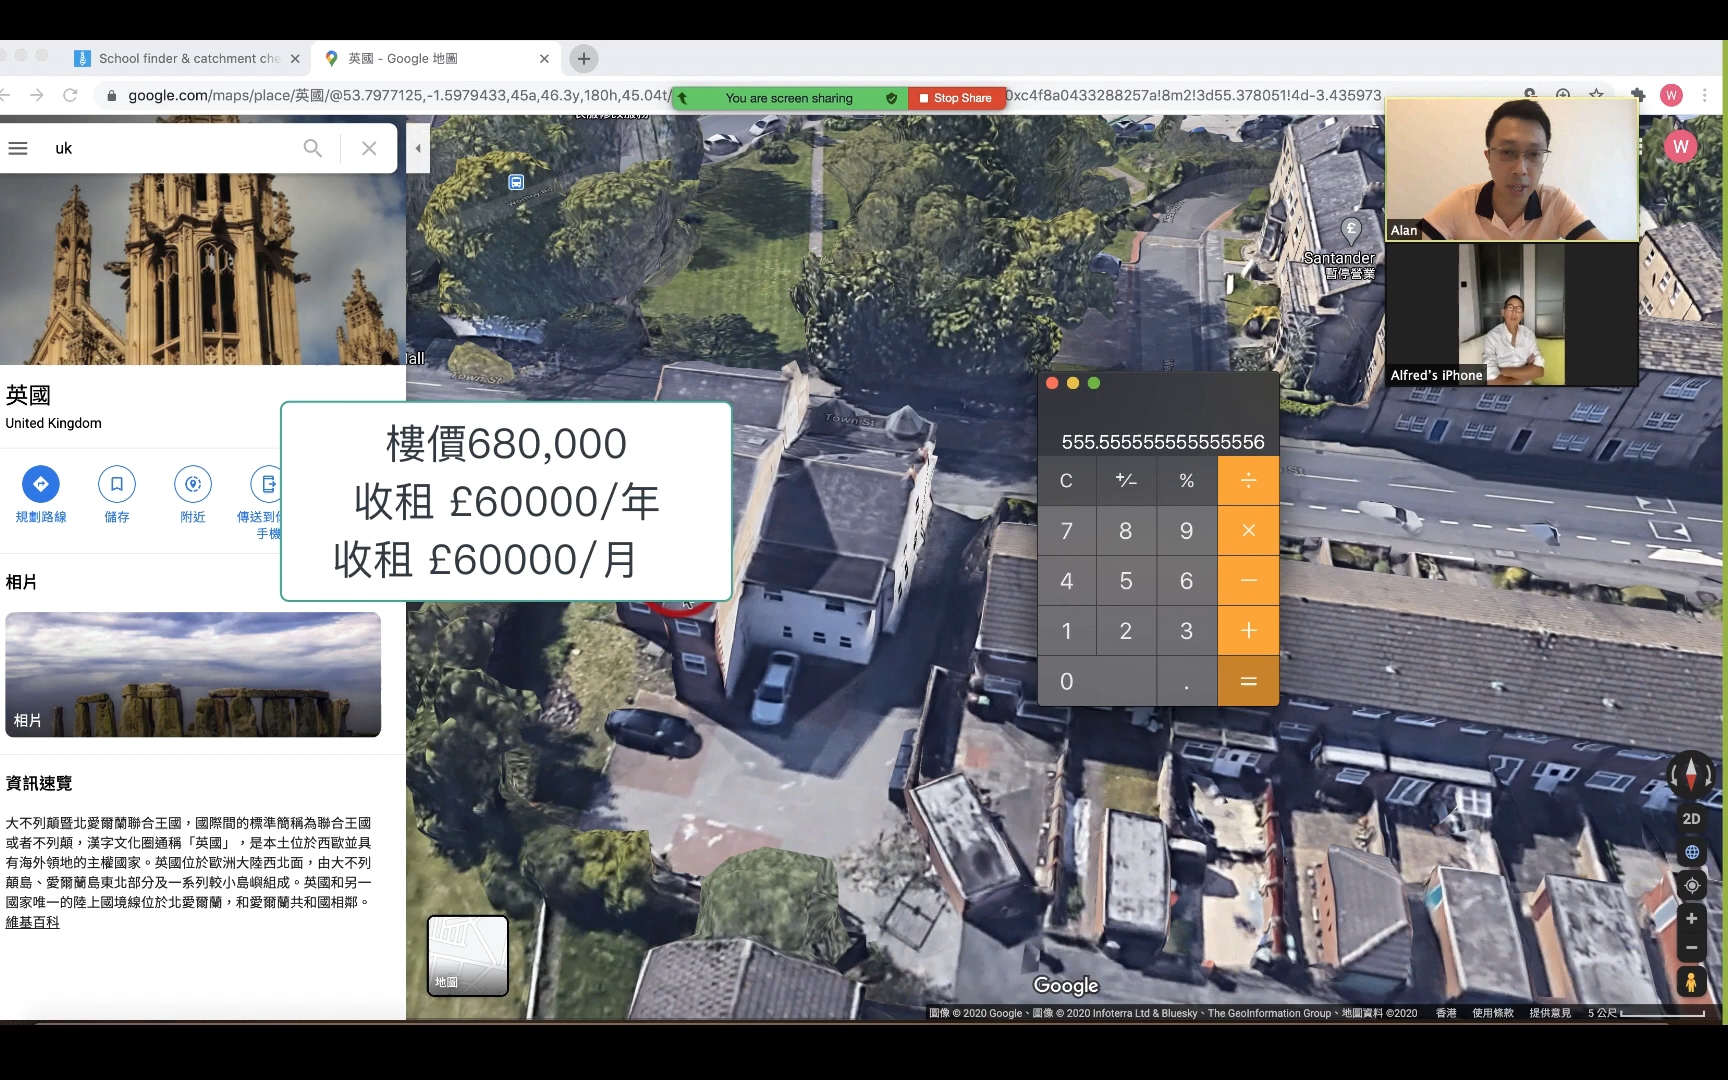 School finder & catchment che
英國 - Google 地圖
google.com/maps/place/英國/@53.7977125,-1.5979433,45a,46.3y,180h,45.04t/
You are screen sharing
Stop Share
0xc4f8a0433288257a!8m2!3d55.378051!4d-3.435973
W
uk
W
Alan
Santander
暫停營業
Alfred's iPhone
all
Town St
Town St
英國
United Kingdom
樓價680,000
收租 £60000/年
收租 £60000/月
555.555555555555556
C
+/-
%
÷
7
8
9
×
4
5
6
−
1
2
3
+
0
.
=
規劃路線
儲存
附近
手機
相片
相片
資訊速覽
大不列顛暨北愛爾蘭聯合王國，國際間的標準簡稱為聯合王國
或者不列顛，漢字文化圈通稱「英國」，是本土位於西歐並具
有海外領地的主權國家。英國位於歐洲大陸西北面，由大不列
顛島、愛爾蘭島東北部分及一系列較小島嶼組成。英國和另一
國家唯一的陸上國境線位於北愛爾蘭，和愛爾蘭共和國相鄰。
維基百科
2D
地圖
Google
圖像 © 2020 Google、圖像 © 2020 Infoterra Ltd & Bluesky、The GeoInformation Group、地圖資料 ©2020
香港
使用條款
提供意見
5 公尺